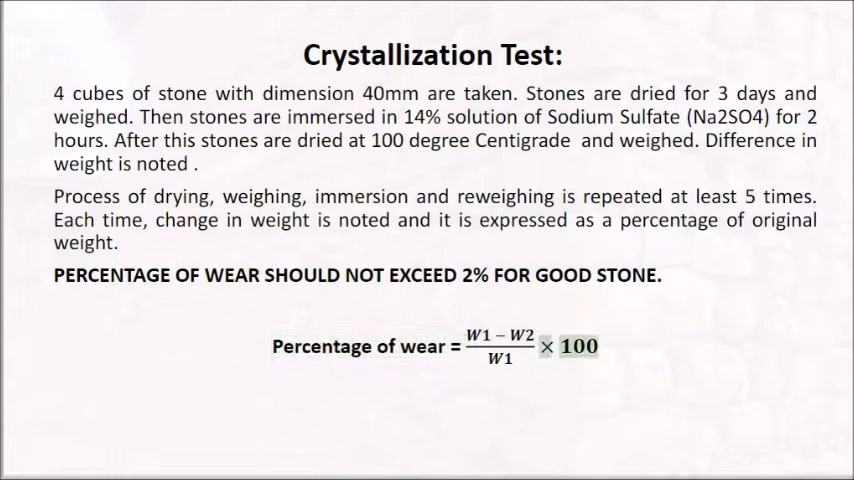 Crystallization Test:
4 cubes of stone with dimension 40mm are taken. Stones are dried for 3 days and
weighed. Then stones are immersed in 14% solution of Sodium Sulfate (Na2SO4) for 2
hours. After this stones are dried at 100 degree Centigrade and weighed. Difference in
weight is noted .
Process of drying, weighing, immersion and reweighing is repeated at least 5 times.
Each time, change in weight is noted and it is expressed as a percentage of original
weight.
PERCENTAGE OF WEAR SHOULD NOT EXCEED 2% FOR GOOD STONE.
Percentage of wear = (W1 – W2)/W1 × 100